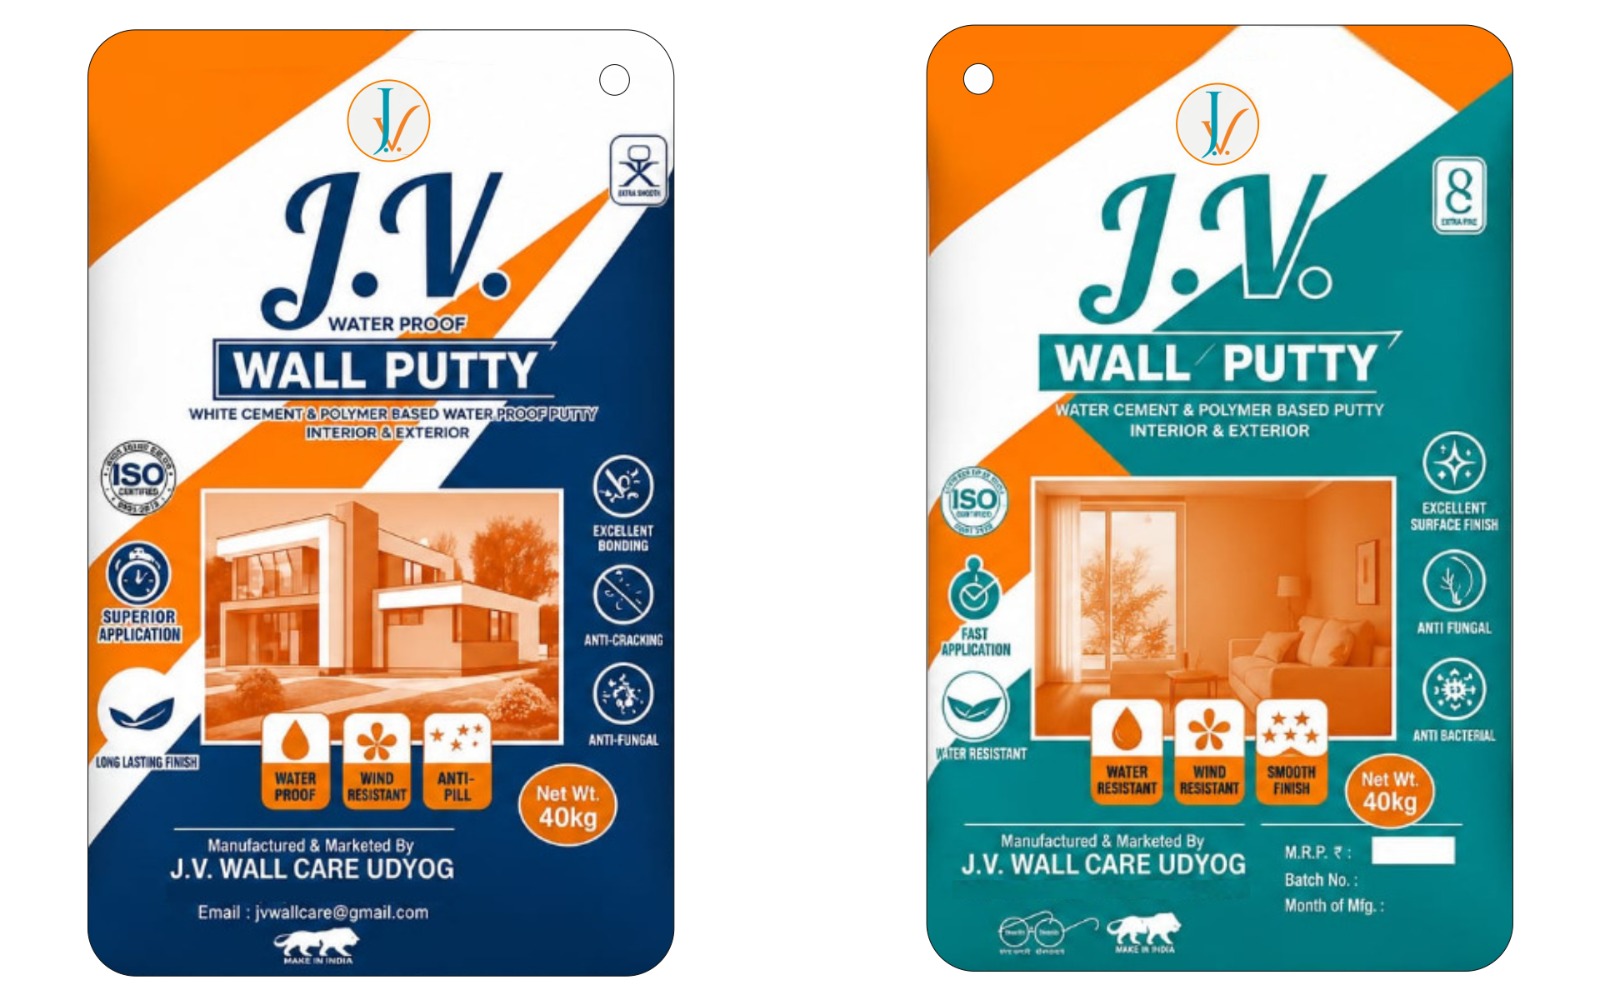 J.V.
EXTRA SMOOTH
J.V.
WATER PROOF
WALL PUTTY
WHITE CEMENT & POLYMER BASED WATER PROOF PUTTY
INTERIOR & EXTERIOR
ISO
CERTIFIED
SUPERIOR
APPLICATION
LONG LASTING FINISH
EXCELLENT
BONDING
ANTI-CRACKING
ANTI-FUNGAL
WATER
PROOF
WIND
RESISTANT
ANTI-
PILL
Net Wt.
40kg
Manufactured & Marketed By
J.V. WALL CARE UDYOG
Email : jvwallcare@gmail.com
MAKE IN INDIA
J.V.
EXTRA FINE
J.V.
WALL PUTTY
WATER CEMENT & POLYMER BASED PUTTY
INTERIOR & EXTERIOR
ISO
CERTIFIED
FAST
APPLICATION
WATER RESISTANT
EXCELLENT
SURFACE FINISH
ANTI FUNGAL
ANTI BACTERIAL
WATER
RESISTANT
WIND
RESISTANT
SMOOTH
FINISH
Net Wt.
40kg
Manufactured & Marketed By
J.V. WALL CARE UDYOG
M.R.P. ₹ :
Batch No. :
Month of Mfg. :
MAKE IN INDIA